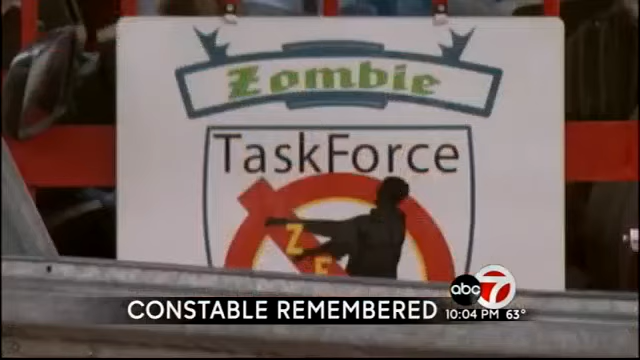 Zombie
TaskForce
Z
F
CONSTABLE REMEMBERED
abc 7
10:04 PM 63°